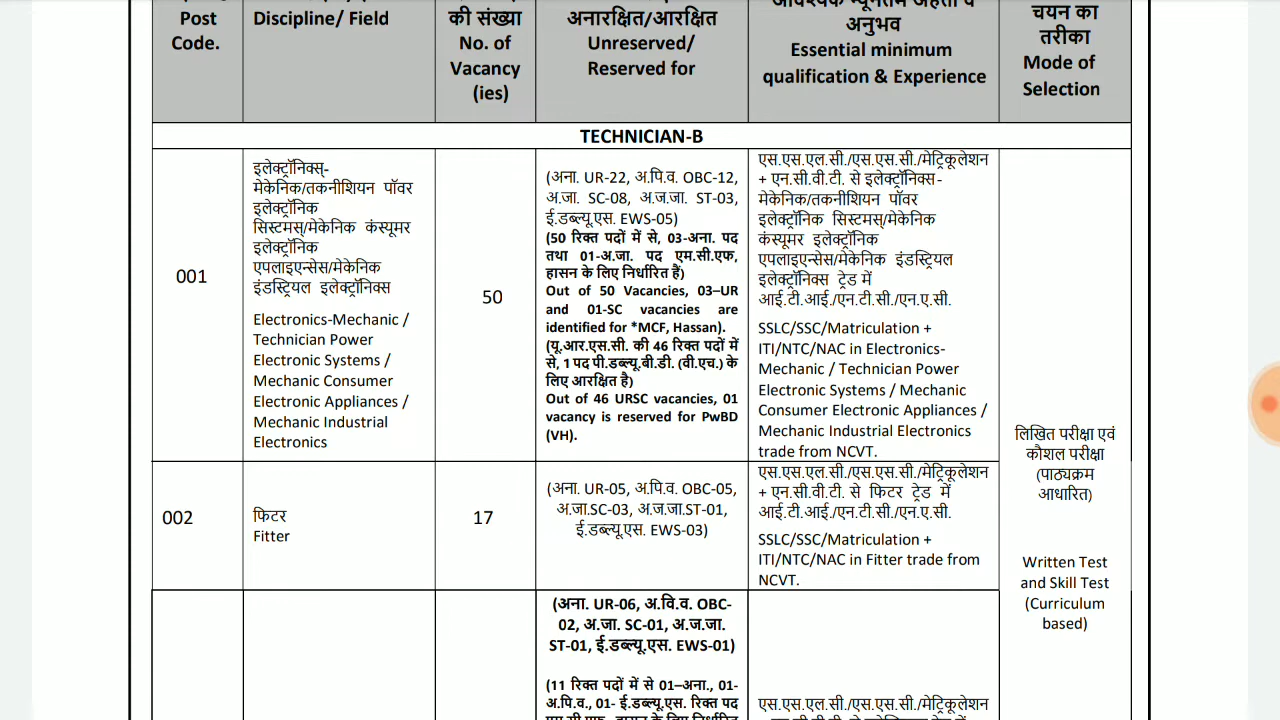 Post
Code.
Discipline/ Field
की संख्या
No. of
Vacancy
(ies)
अनारक्षित/आरक्षित
Unreserved/
Reserved for
आवश्यक न्यूनतम अर्हता व
अनुभव
Essential minimum
qualification & Experience
चयन का
तरीका
Mode of
Selection
TECHNICIAN-B
001
इलेक्ट्रॉनिक्स्-
मेकेनिक/तकनीशियन पॉवर
इलेक्ट्रॉनिक
सिस्टमस्/मेकेनिक कंस्यूमर
इलेक्ट्रॉनिक
एपलाइएन्सेस/मेकेनिक
इंडस्ट्रियल इलेक्ट्रॉनिक्स
Electronics-Mechanic /
Technician Power
Electronic Systems /
Mechanic Consumer
Electronic Appliances /
Mechanic Industrial
Electronics
50
(अना. UR-22, अ.पि.व. OBC-12,
अ.जा. SC-08, अ.ज.जा. ST-03,
ई.डब्ल्यू.एस. EWS-05)
(50 रिक्त पदों में से, 03-अना. पद
तथा 01-अ.जा. पद एम.सी.एफ,
हासन के लिए निर्धारित हैं)
Out of 50 Vacancies, 03–UR
and 01-SC vacancies are
identified for *MCF, Hassan).
(यू.आर.एस.सी. की 46 रिक्त पदों में
से, 1 पद पी.डब्ल्यू.बी.डी. (वी.एच.) के
लिए आरक्षित है)
Out of 46 URSC vacancies, 01
vacancy is reserved for PwBD
(VH).
एस.एस.एल.सी./एस.एस.सी./मेट्रिकूलेशन
+ एन.सी.वी.टी. से इलेक्ट्रॉनिक्स-
मेकेनिक/तकनीशियन पॉवर
इलेक्ट्रॉनिक सिस्टमस्/मेकेनिक
कंस्यूमर इलेक्ट्रॉनिक
एपलाइएन्सेस/मेकेनिक इंडस्ट्रियल
इलेक्ट्रॉनिक्स ट्रेड में
आई.टी.आई./एन.टी.सी./एन.ए.सी.
SSLC/SSC/Matriculation +
ITI/NTC/NAC in Electronics-
Mechanic / Technician Power
Electronic Systems / Mechanic
Consumer Electronic Appliances /
Mechanic Industrial Electronics
trade from NCVT.
लिखित परीक्षा एवं
कौशल परीक्षा
(पाठ्यक्रम
आधारित)
Written Test
and Skill Test
(Curriculum
based)
002
फिटर
Fitter
17
(अना. UR-05, अ.पि.व. OBC-05,
अ.जा.SC-03, अ.ज.जा.ST-01,
ई.डब्ल्यू.एस. EWS-03)
एस.एस.एल.सी./एस.एस.सी./मेट्रिकूलेशन
+ एन.सी.वी.टी. से फिटर ट्रेड में
आई.टी.आई./एन.टी.सी./एन.ए.सी.
SSLC/SSC/Matriculation +
ITI/NTC/NAC in Fitter trade from
NCVT.
(अना. UR-06, अ.वि.व. OBC-
02, अ.जा. SC-01, अ.ज.जा.
ST-01, ई.डब्ल्यू.एस. EWS-01)
(11 रिक्त पदों में से 01–अना., 01-
अ.पि.व., 01- ई.डब्ल्यू.एस. रिक्त पद
एस.एस.एल.सी./एस.एस.सी./मेट्रिकूलेशन